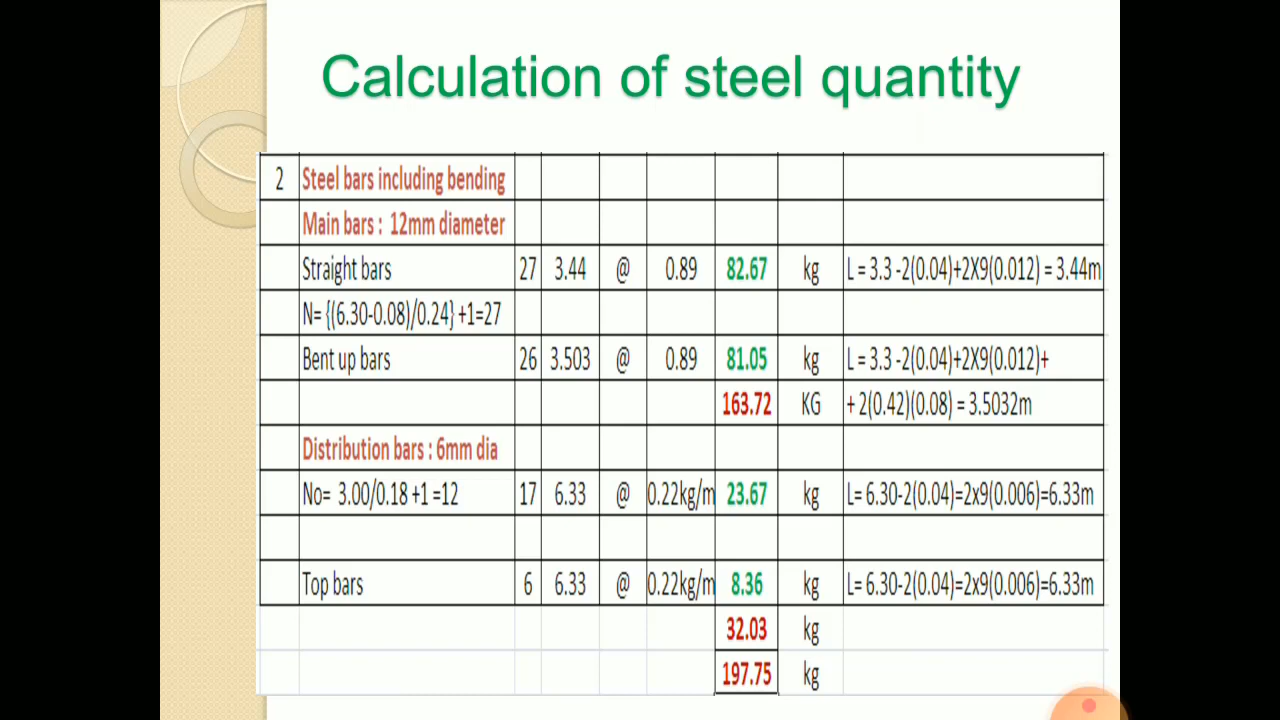 Calculation of steel quantity
2 Steel bars including bending
Main bars : 12mm diameter
Straight bars 27 3.44 @ 0.89 82.67 kg L = 3.3 -2(0.04)+2X9(0.012) = 3.44m
N= {(6.30-0.08)/0.24} +1=27
Bent up bars 26 3.503 @ 0.89 81.05 kg L = 3.3 -2(0.04)+2X9(0.012)+
163.72 KG + 2(0.42)(0.08) = 3.5032m
Distribution bars : 6mm dia
No= 3.00/0.18 +1 =12 17 6.33 @ 0.22kg/m 23.67 kg L= 6.30-2(0.04)=2x9(0.006)=6.33m
Top bars 6 6.33 @ 0.22kg/m 8.36 kg L= 6.30-2(0.04)=2x9(0.006)=6.33m
32.03 kg
197.75 kg